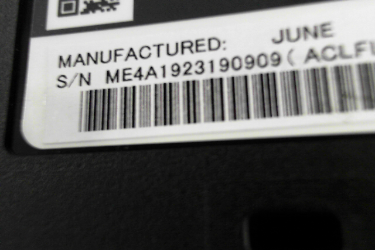 MANUFACTURED: JUNE
S/N ME4A1923190909 ( ACLF